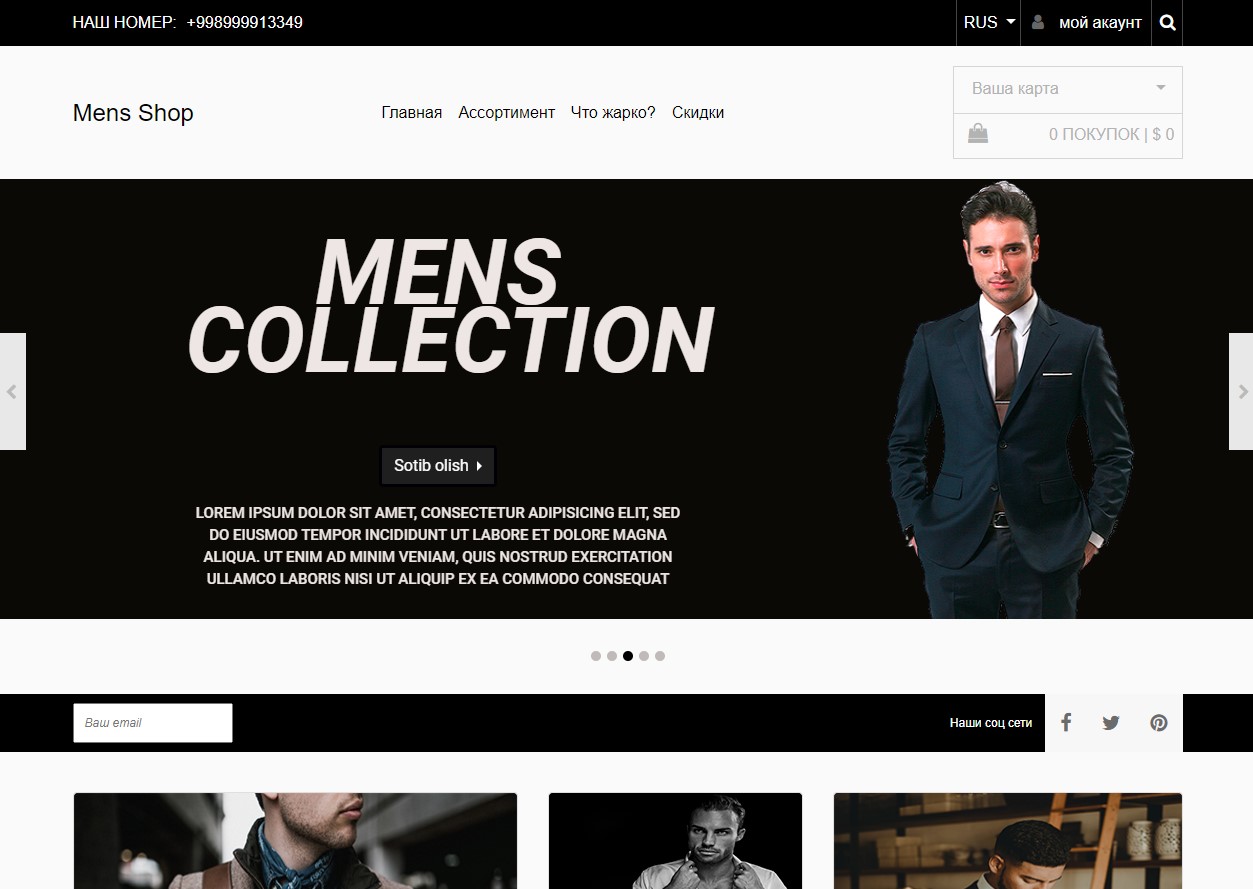 НАШ НОМЕР: +998999913349
RUS
мой акаунт
Mens Shop
Главная Ассортимент Что жарко? Скидки
Ваша карта
0 ПОКУПОК | $ 0
MENS
COLLECTION
Sotib olish
LOREM IPSUM DOLOR SIT AMET, CONSECTETUR ADIPISICING ELIT, SED
DO EIUSMOD TEMPOR INCIDIDUNT UT LABORE ET DOLORE MAGNA
ALIQUA. UT ENIM AD MINIM VENIAM, QUIS NOSTRUD EXERCITATION
ULLAMCO LABORIS NISI UT ALIQUIP EX EA COMMODO CONSEQUAT
Ваш email
Наши соц сети